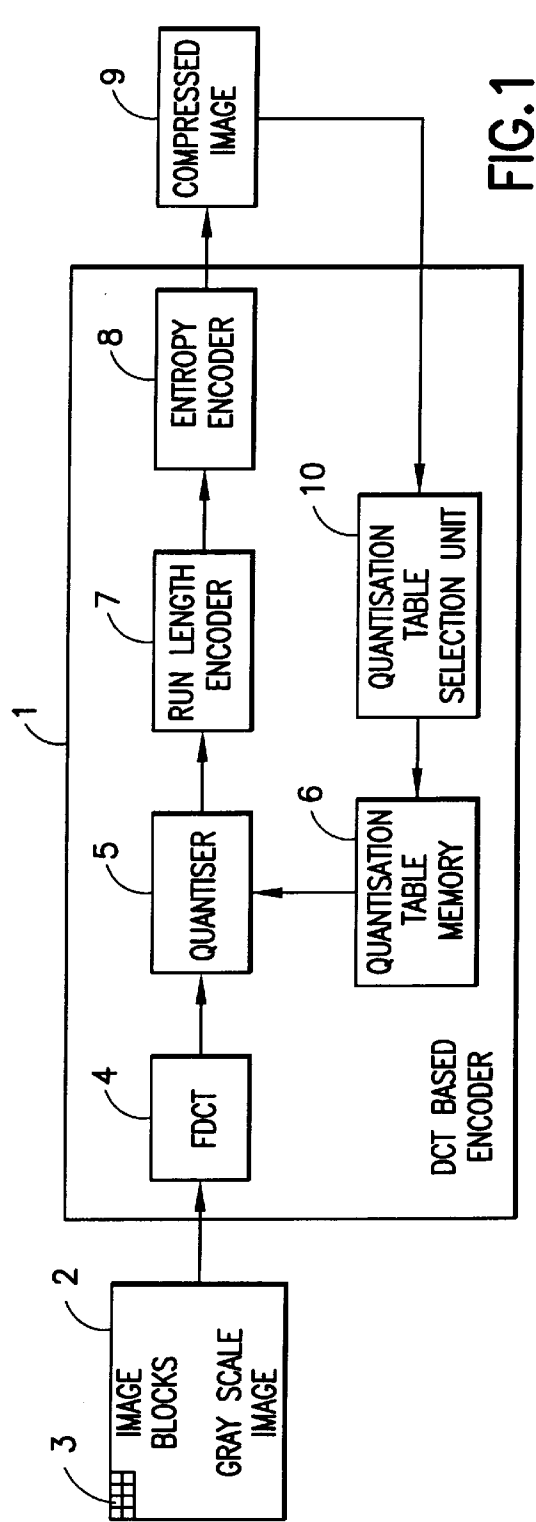 1
2
3
IMAGE
BLOCKS
GRAY SCALE
IMAGE
4
FDCT
5
QUANTISER
7
RUN LENGTH
ENCODER
8
ENTROPY
ENCODER
9
COMPRESSED
IMAGE
6
QUANTISATION
TABLE
MEMORY
10
QUANTISATION
TABLE
SELECTION UNIT
DCT BASED
ENCODER
FIG.1